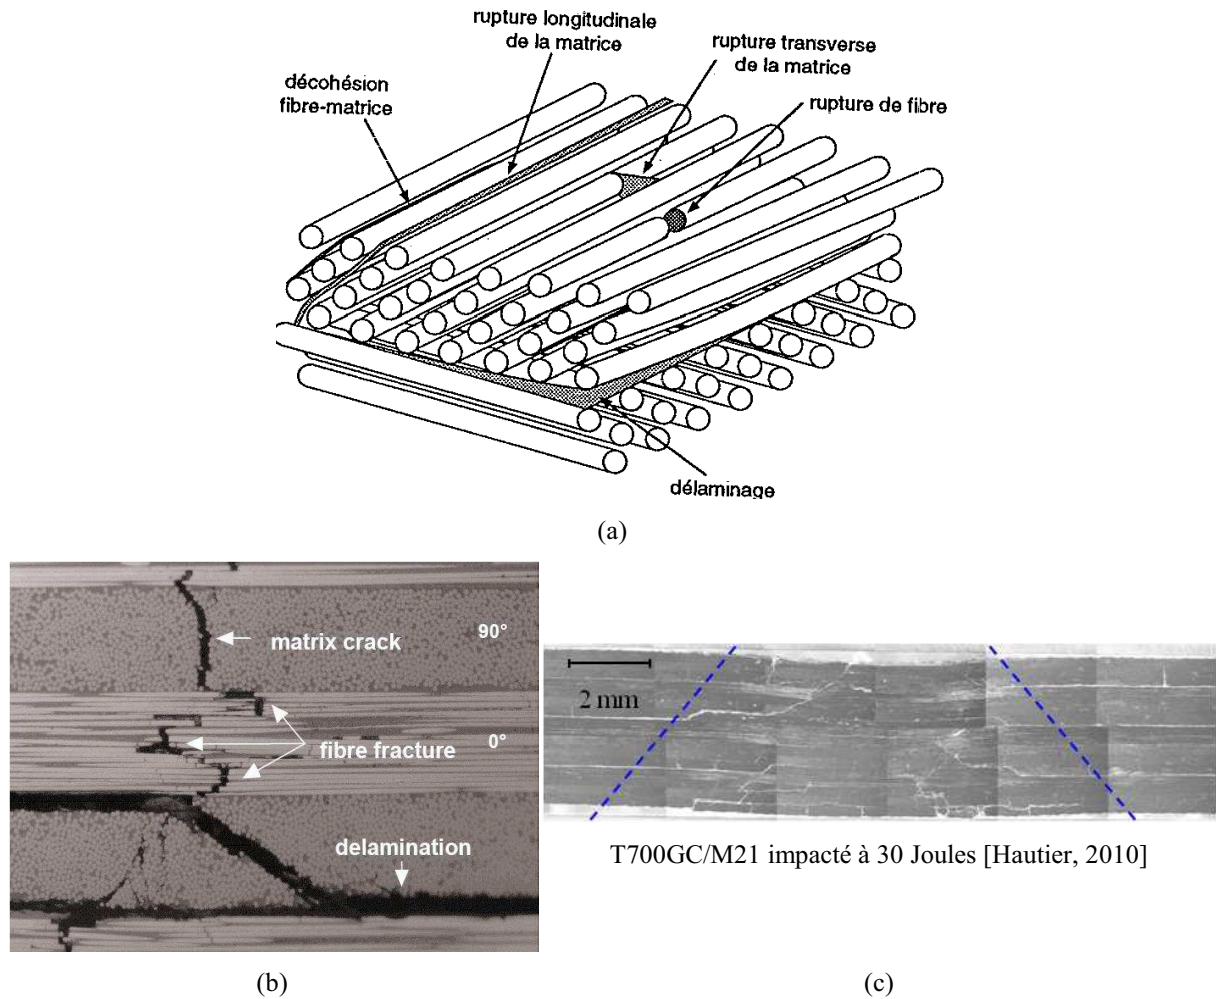 rupture longitudinale
de la matrice
rupture transverse
de la matrice
décohésion
fibre-matrice
rupture de fibre
délaminage
(a)
matrix crack
90°
fibre fracture
0°
delamination
2 mm
T700GC/M21 impacté à 30 Joules [Hautier, 2010]
(b)
(c)